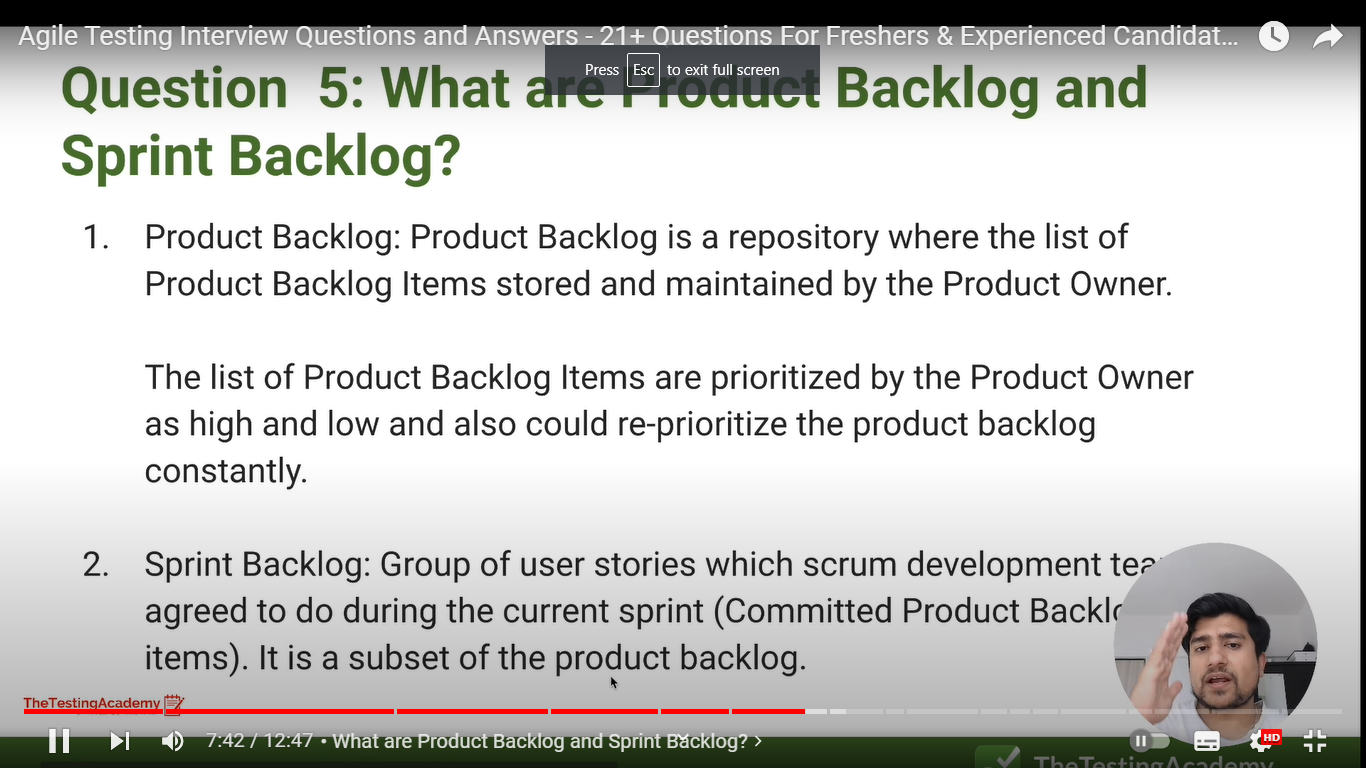 Agile Testing Interview Questions and Answers - 21+ Questions For Freshers & Experienced Candidat...
Press Esc to exit full screen
Question 5: What are Product Backlog and
Sprint Backlog?
1. Product Backlog: Product Backlog is a repository where the list of
Product Backlog Items stored and maintained by the Product Owner.
The list of Product Backlog Items are prioritized by the Product Owner
as high and low and also could re-prioritize the product backlog
constantly.
2. Sprint Backlog: Group of user stories which scrum development tea
agreed to do during the current sprint (Committed Product Backlo
items). It is a subset of the product backlog.
TheTestingAcademy
7:42 / 12:47 • What are Product Backlog and Sprint Backlog? >
HD
TheTestingAcademy